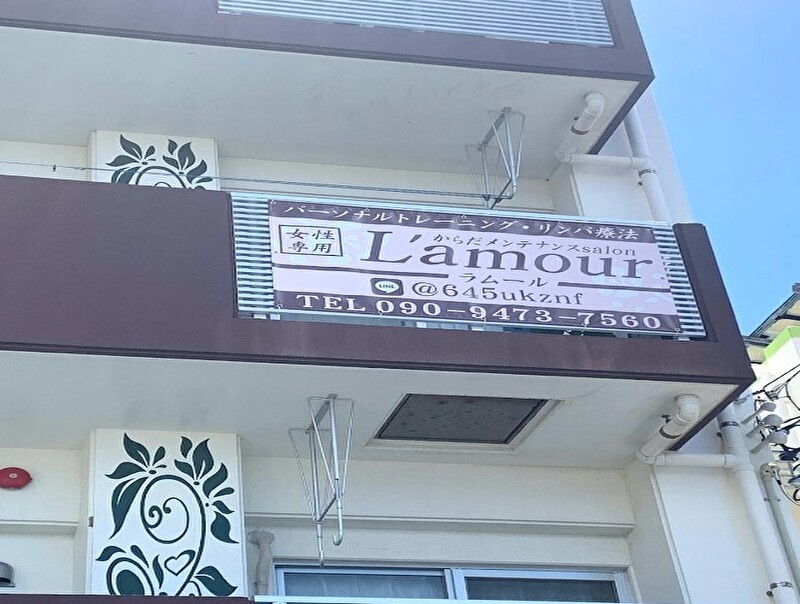 パーソナルトレーニング・リンパ療法
女性
専用
からだメンテナンスsalon
L'amour
ラムール
LINE @645ukznf
TEL 090-9473-7560